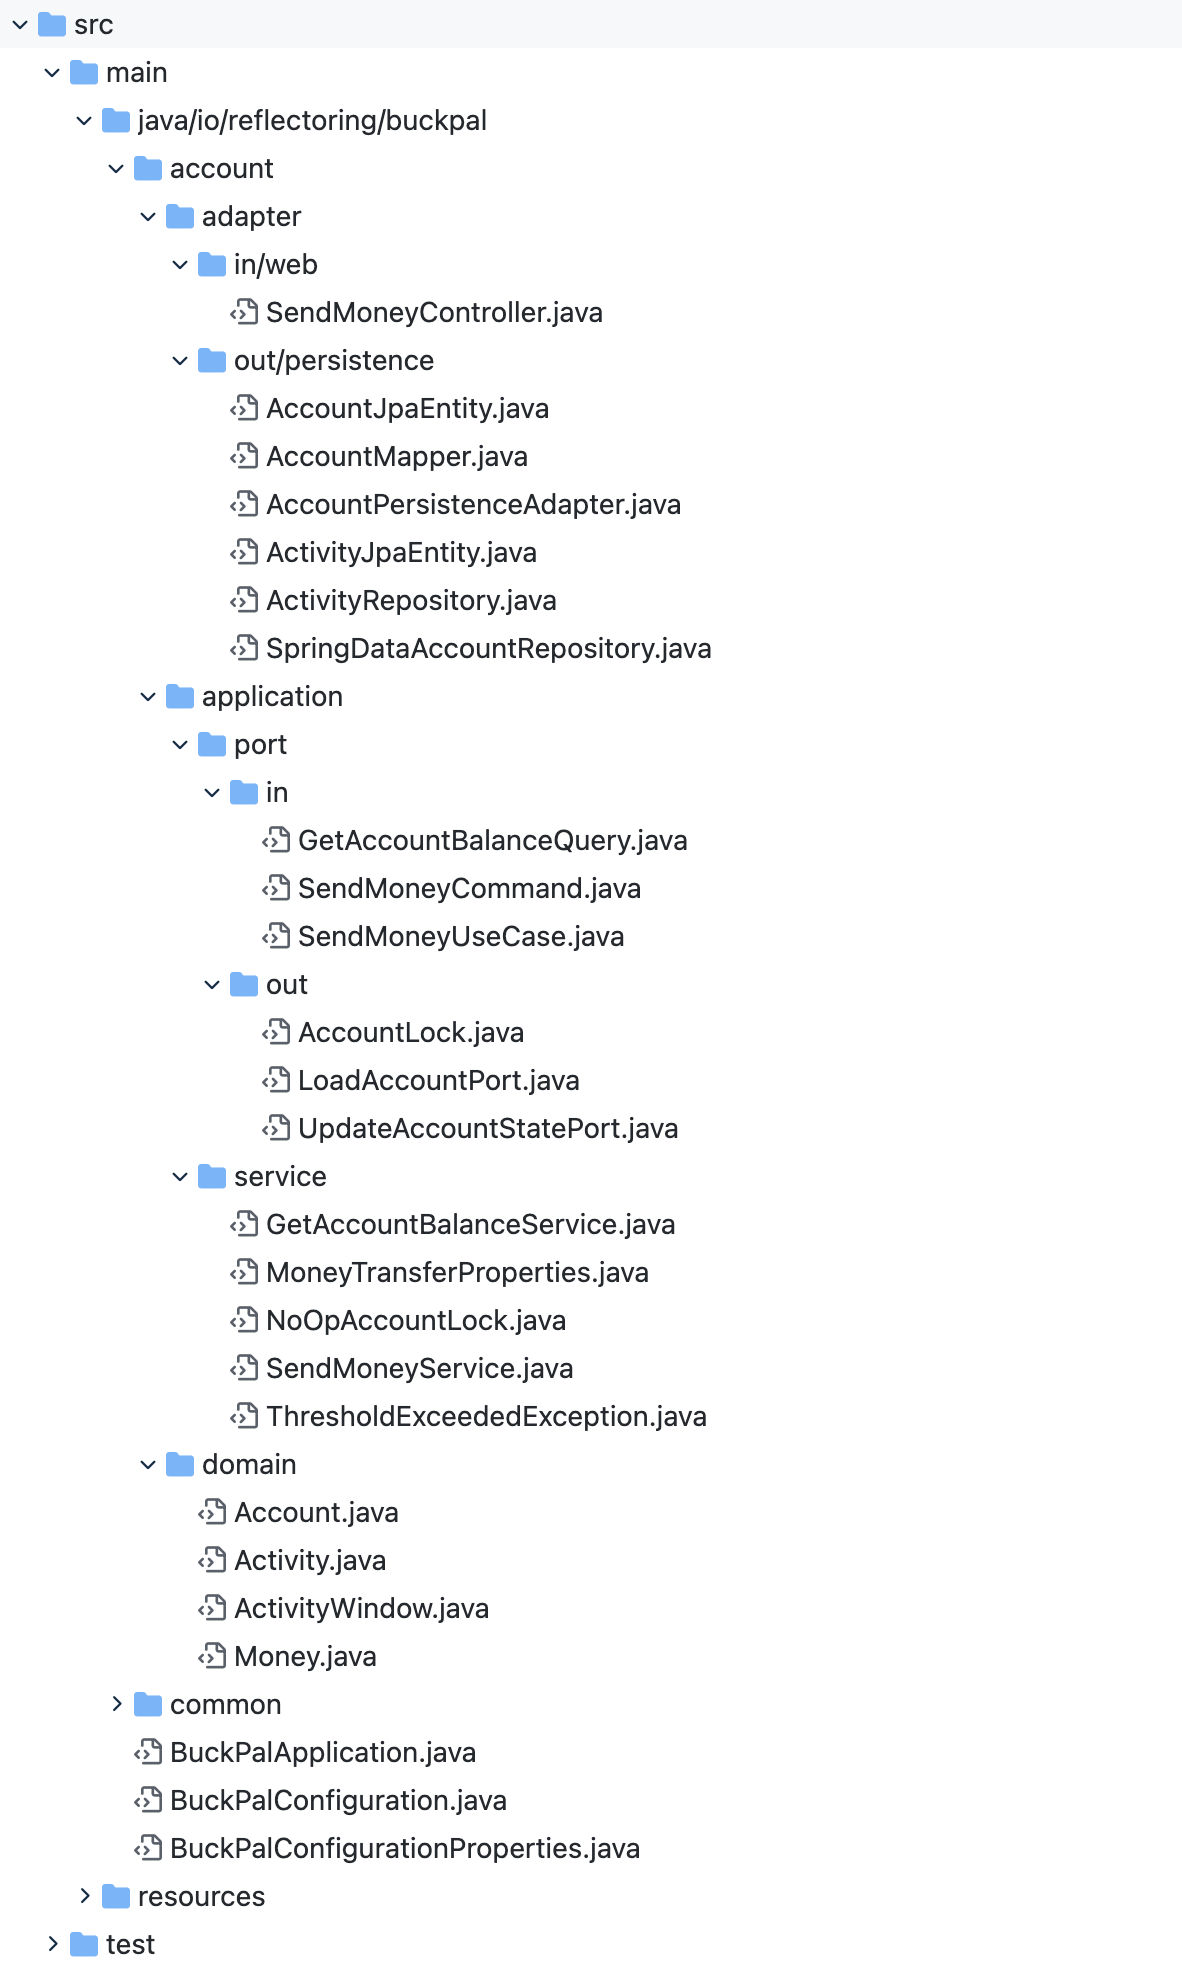 src
main
java/io/reflectoring/buckpal
account
adapter
in/web
SendMoneyController.java
out/persistence
AccountJpaEntity.java
AccountMapper.java
AccountPersistenceAdapter.java
ActivityJpaEntity.java
ActivityRepository.java
SpringDataAccountRepository.java
application
port
in
GetAccountBalanceQuery.java
SendMoneyCommand.java
SendMoneyUseCase.java
out
AccountLock.java
LoadAccountPort.java
UpdateAccountStatePort.java
service
GetAccountBalanceService.java
MoneyTransferProperties.java
NoOpAccountLock.java
SendMoneyService.java
ThresholdExceededException.java
domain
Account.java
Activity.java
ActivityWindow.java
Money.java
common
BuckPalApplication.java
BuckPalConfiguration.java
BuckPalConfigurationProperties.java
resources
test